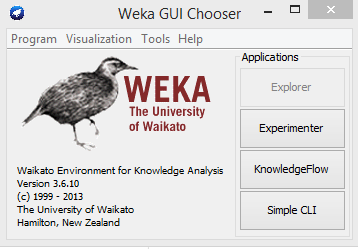 Weka GUI Chooser
Program Visualization Tools Help
WEKA
The University
of Waikato
Waikato Environment for Knowledge Analysis
Version 3.6.10
(c) 1999 - 2013
The University of Waikato
Hamilton, New Zealand
Applications
Explorer
Experimenter
KnowledgeFlow
Simple CLI